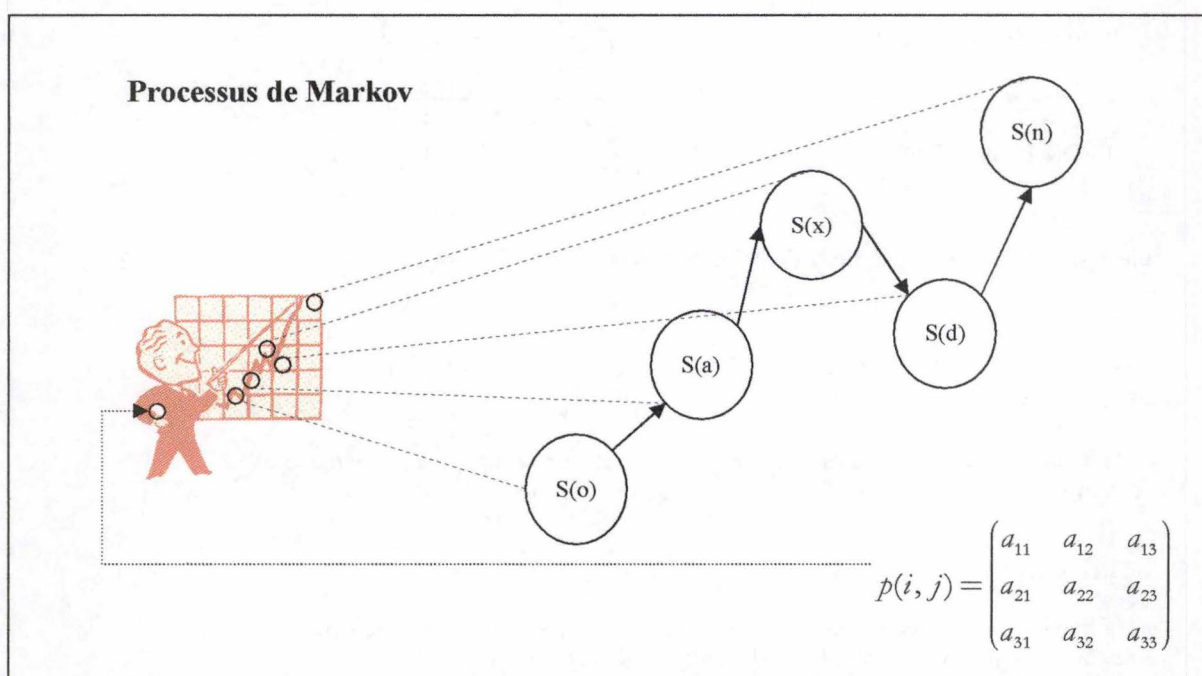 Processus de Markov
S(n)
S(x)
S(d)
S(a)
S(o)
p(i, j) = ( a11 a12 a13
a21 a22 a23
a31 a32 a33 )